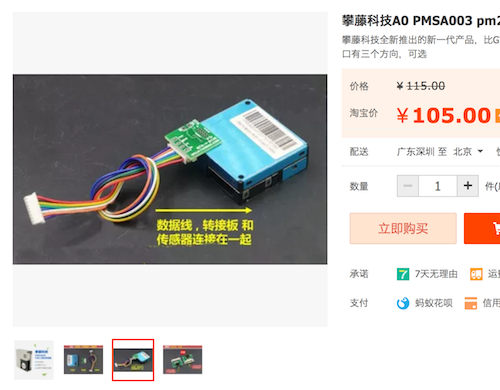 攀藤科技A0 PMSA003 pm2
攀藤科技全新推出的新一代产品，比G
口有三个方向，可选
价格
¥ 115.00
淘宝价
¥ 105.00
配送
广东深圳 至 北京
数量
− 1 + 件(
立即购买
数据线，转接板 和
传感器连接在一起
承诺
7 7天无理由
运
支付
蚂蚁花呗
信用